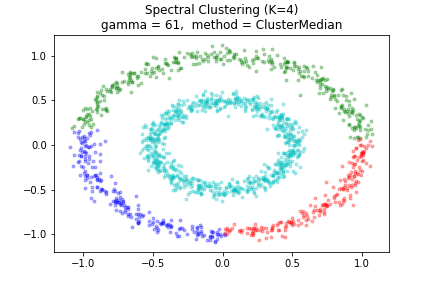 Spectral Clustering (K=4)
gamma = 61,  method = ClusterMedian
1.0
0.5
0.0
−0.5
−1.0
−1.0 −0.5 0.0 0.5 1.0